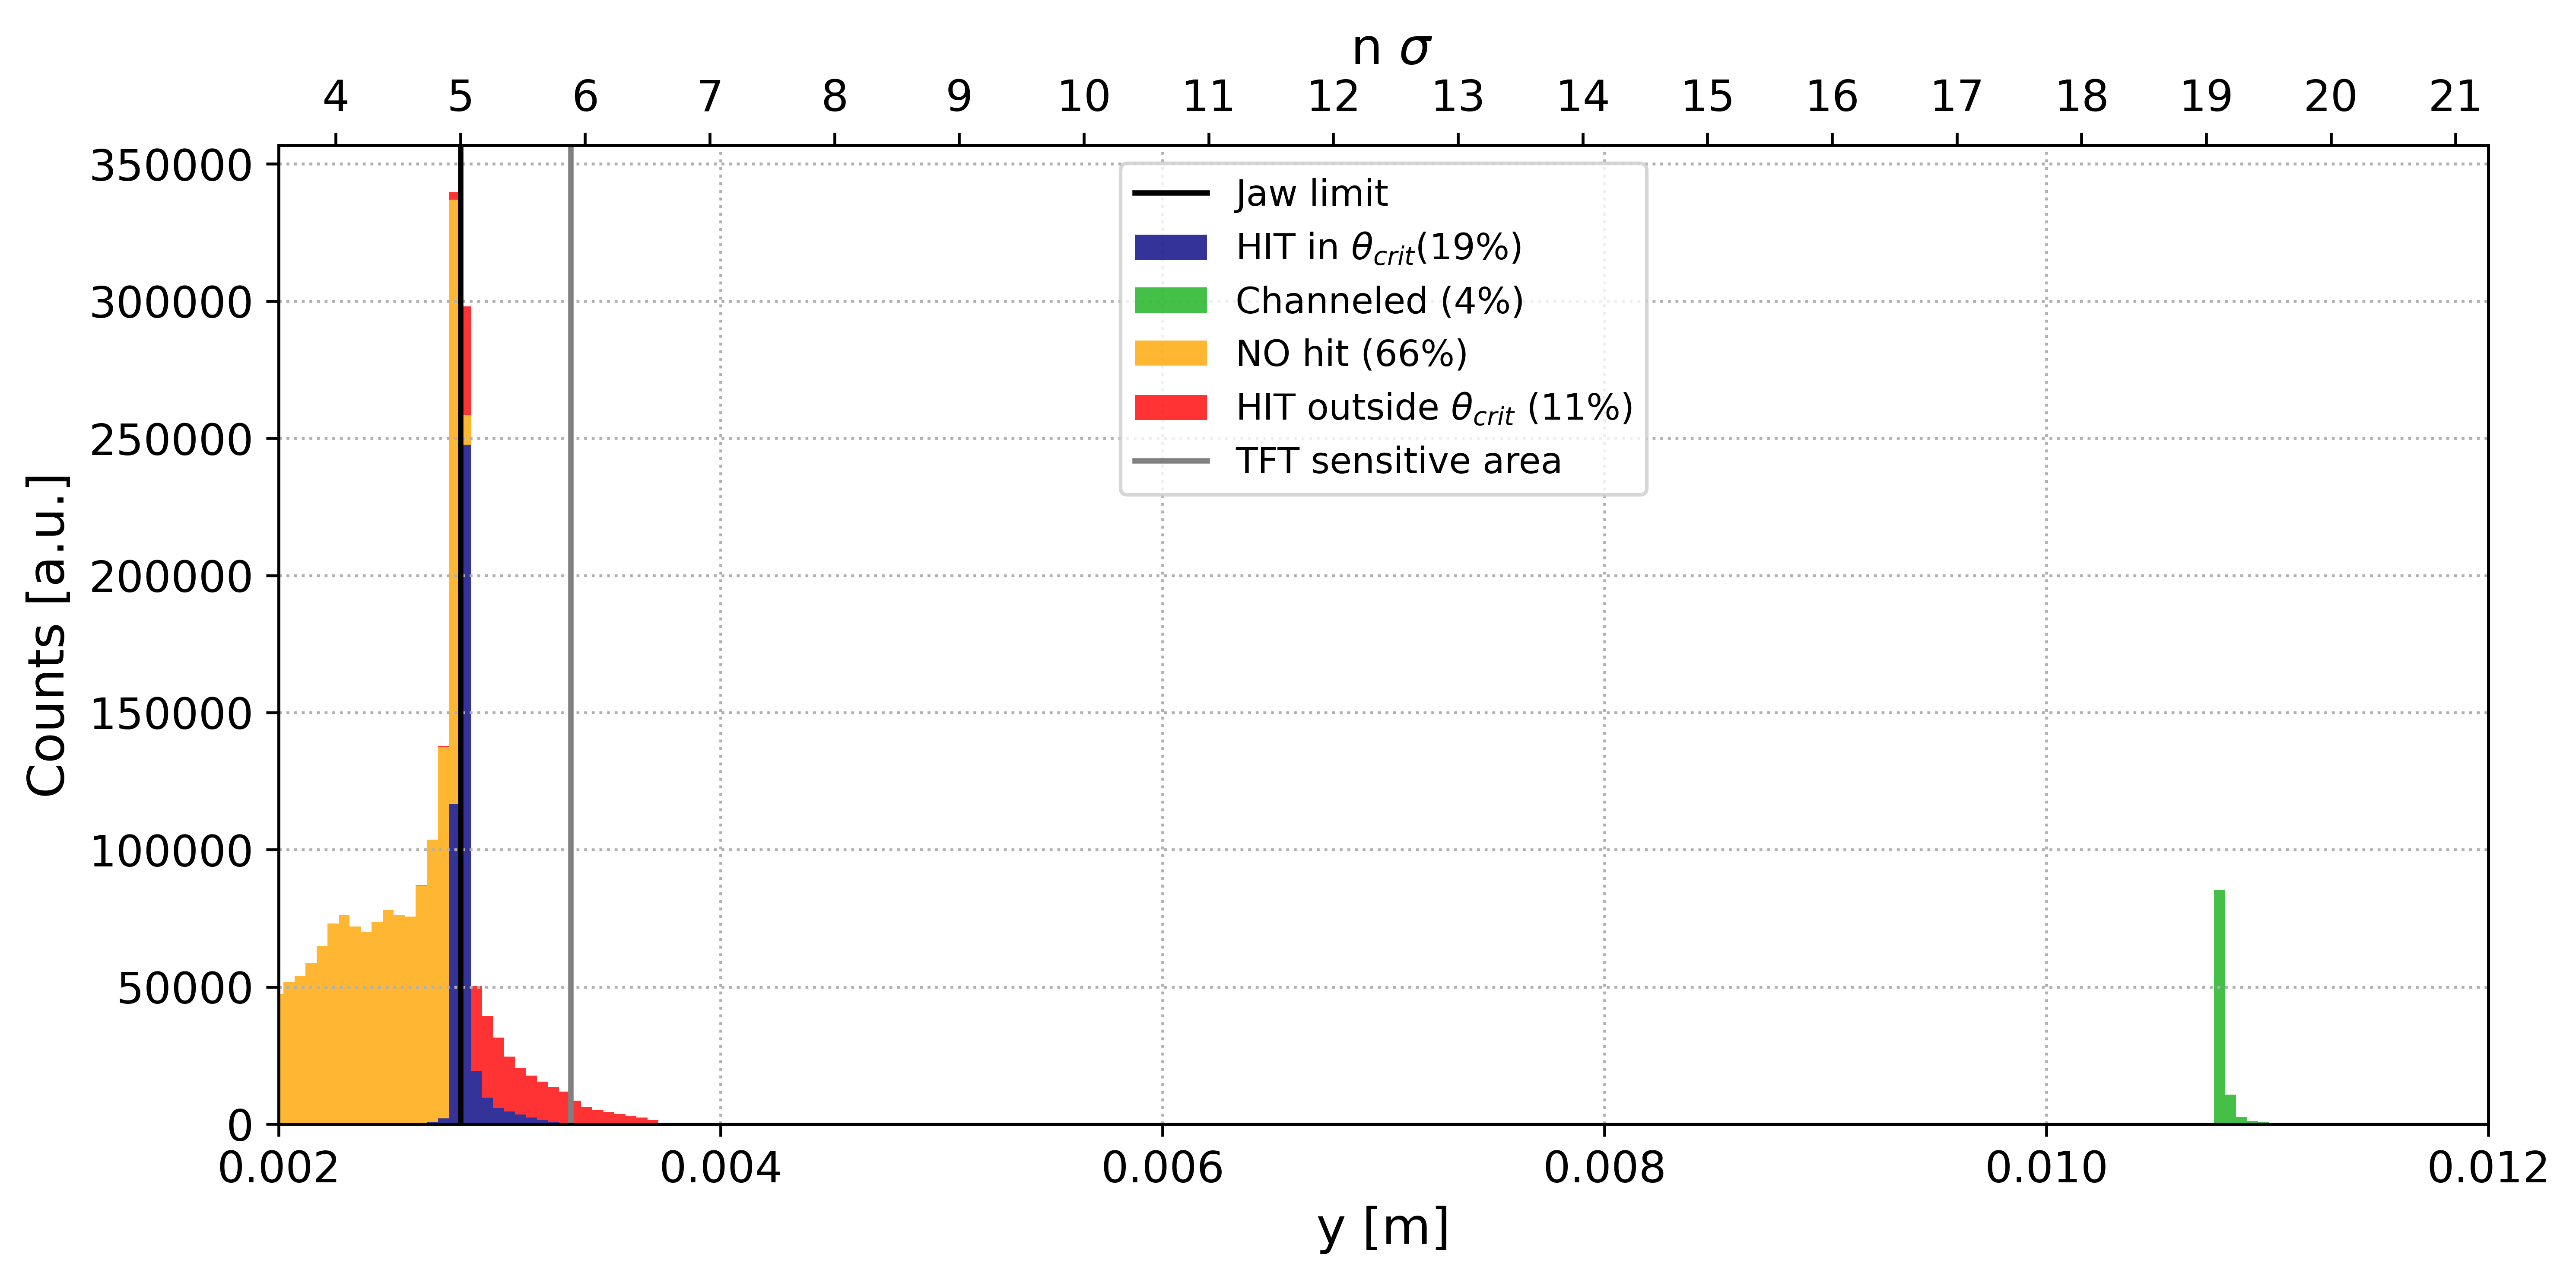 n σ
4 5 6 7 8 9 10 11 12 13 14 15 16 17 18 19 20 21
350000
300000
250000
200000
150000
100000
50000
0
Counts [a.u.]
Jaw limit
HIT in θcrit(19%)
Channeled (4%)
NO hit (66%)
HIT outside θcrit (11%)
TFT sensitive area
0.002 0.004 0.006 0.008 0.010 0.012
y [m]